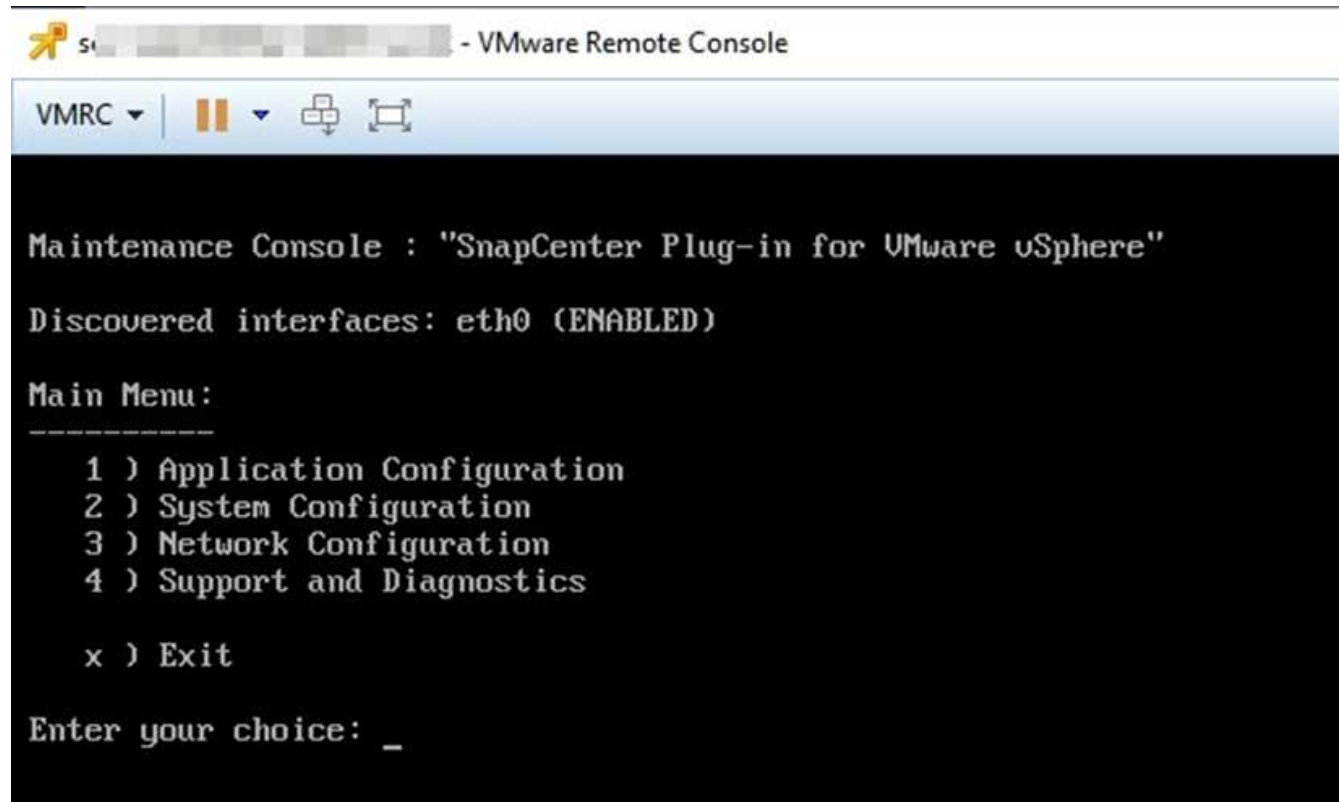 - VMware Remote Console
VMRC
Maintenance Console : "SnapCenter Plug-in for VMware vSphere"
Discovered interfaces: eth0 (ENABLED)
Main Menu:
----------
1 ) Application Configuration
2 ) System Configuration
3 ) Network Configuration
4 ) Support and Diagnostics
x ) Exit
Enter your choice: _